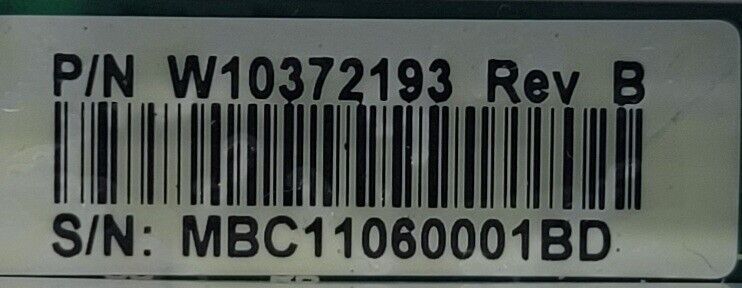 P/N W10372193 Rev B
S/N: MBC11060001BD